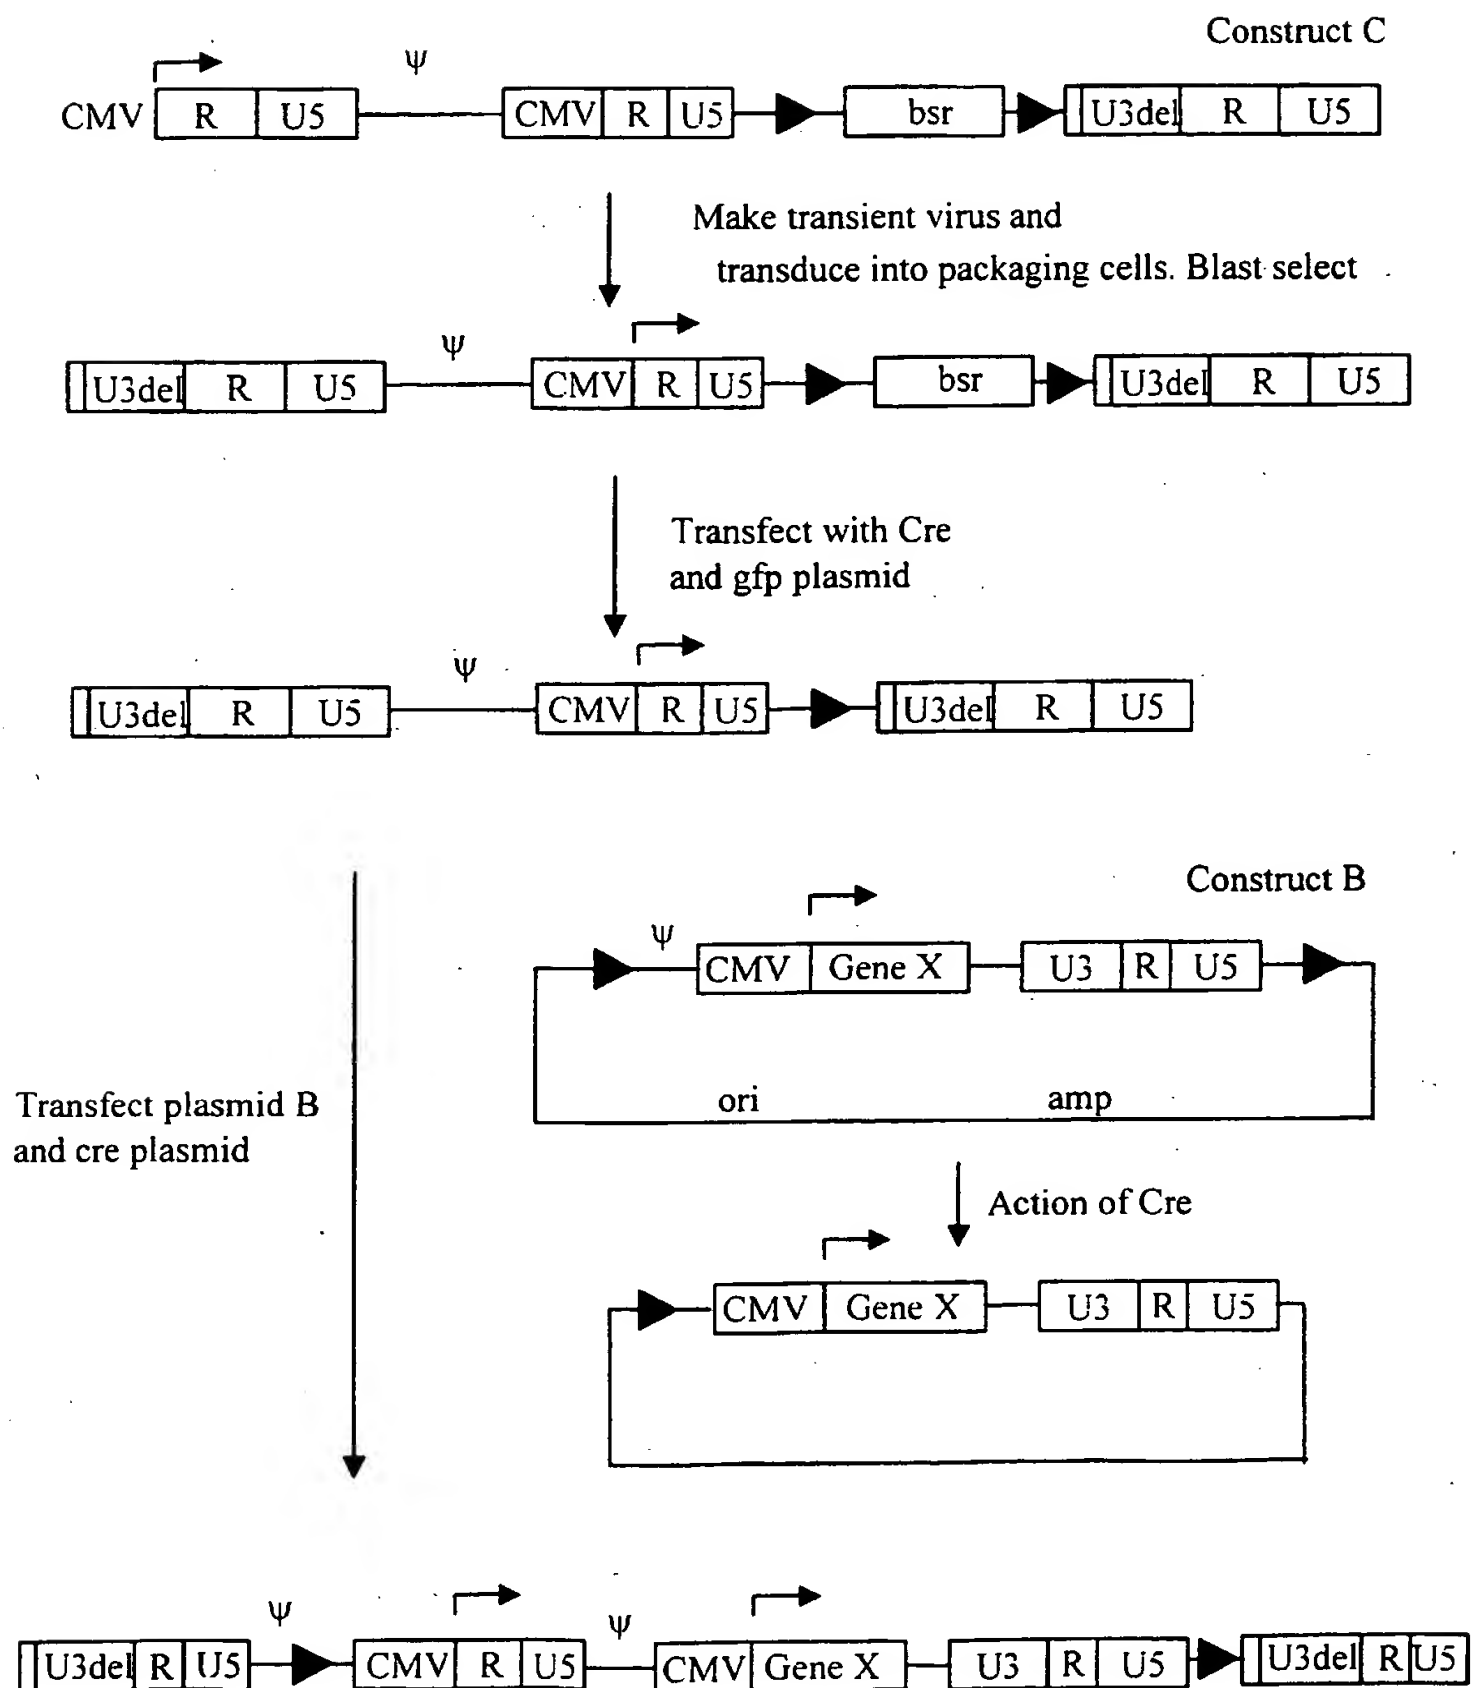 Construct C
ψ
CMV R U5 CMV R U5 bsr U3del R U5
Make transient virus and
transduce into packaging cells. Blast select
ψ
U3del R U5 CMV R U5 bsr U3del R U5
Transfect with Cre
and gfp plasmid
ψ
U3del R U5 CMV R U5 U3del R U5
Construct B
ψ
CMV Gene X U3 R U5
ori amp
Transfect plasmid B
and cre plasmid
Action of Cre
CMV Gene X U3 R U5
ψ ψ
U3del R U5 CMV R U5 CMV Gene X U3 R U5 U3del R U5